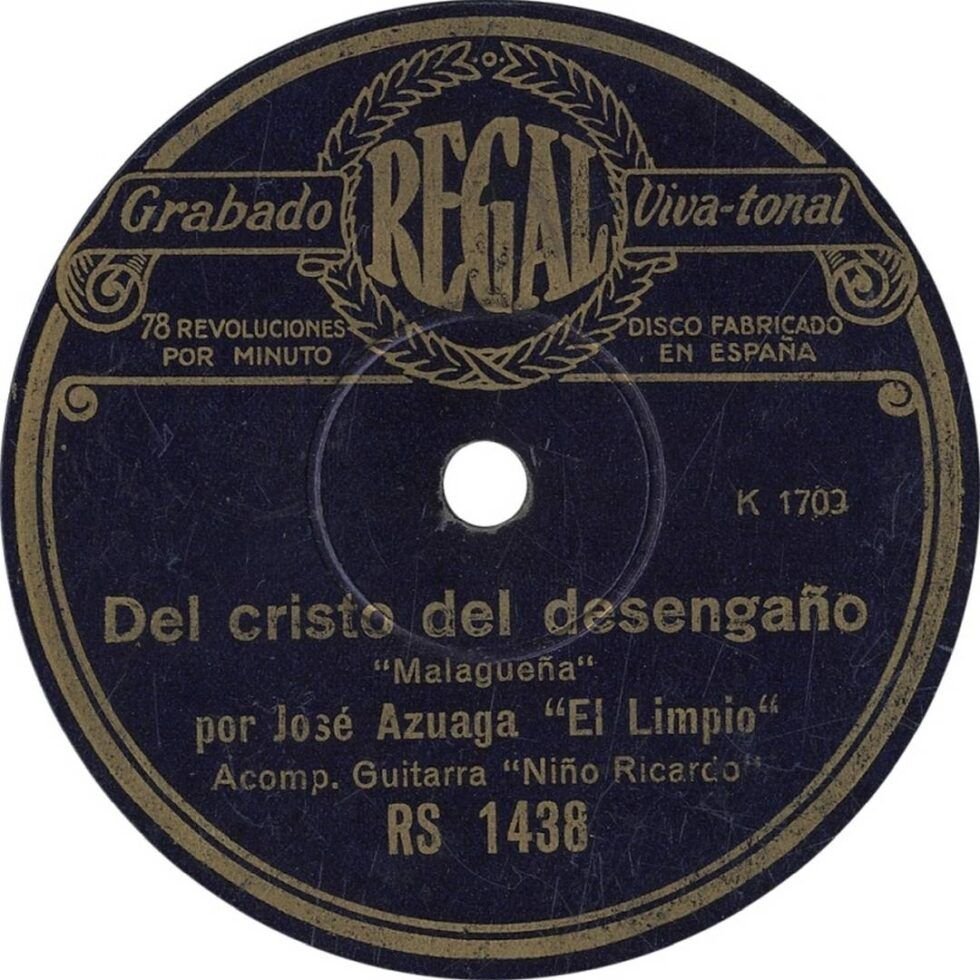 REGAL
Grabado Viva-tonal
78 REVOLUCIONES POR MINUTO
DISCO FABRICADO EN ESPAÑA
K 1703
Del cristo del desengaño
“Malagueña“
por José Azuaga “El Limpio“
Acomp. Guitarra “Niño Ricardo“
RS 1438